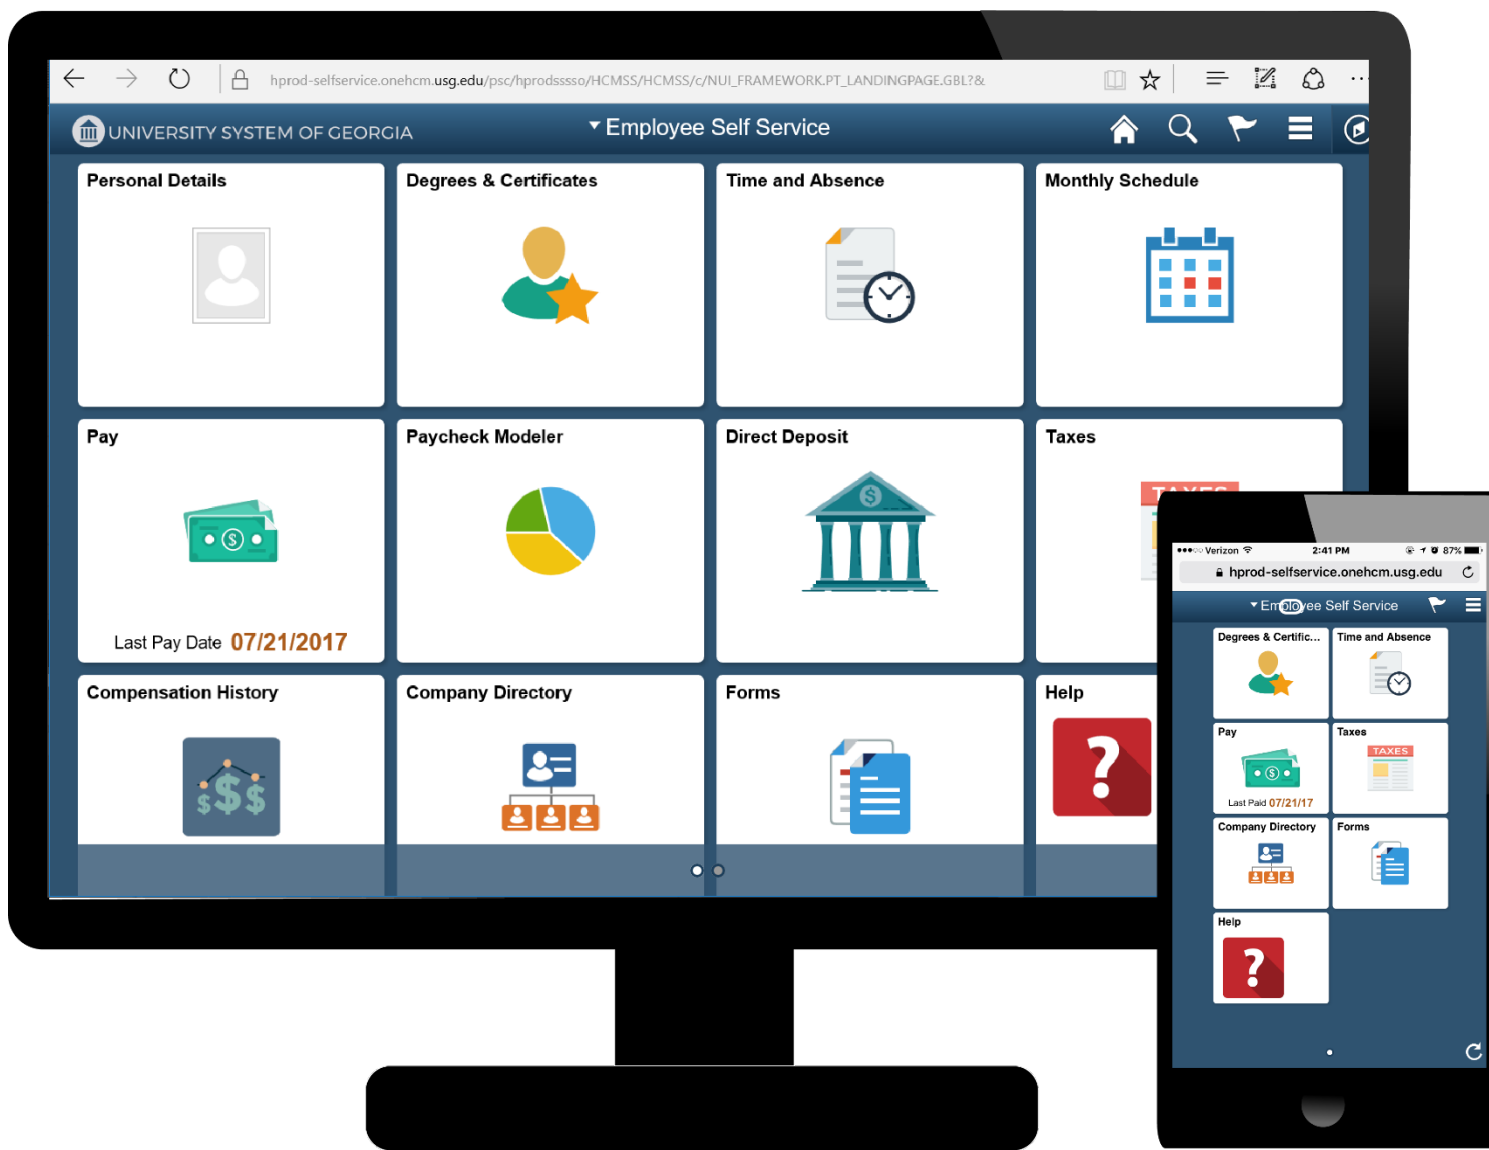 hprod-selfservice.onehcm.usg.edu/psc/hprodsssso/HCMSS/HCMSS/c/NUI_FRAMEWORK.PT_LANDINGPAGE.GBL?&
UNIVERSITY SYSTEM OF GEORGIA
Employee Self Service
Personal Details
Degrees & Certificates
Time and Absence
Monthly Schedule
Pay
Paycheck Modeler
Direct Deposit
Taxes
TAXES
Last Pay Date 07/21/2017
Compensation History
Company Directory
Forms
Help
Verizon 2:41 PM 87%
hprod-selfservice.onehcm.usg.edu
Employee Self Service
Degrees & Certific...
Time and Absence
Pay
Taxes
TAXES
Last Paid 07/21/17
Company Directory
Forms
Help